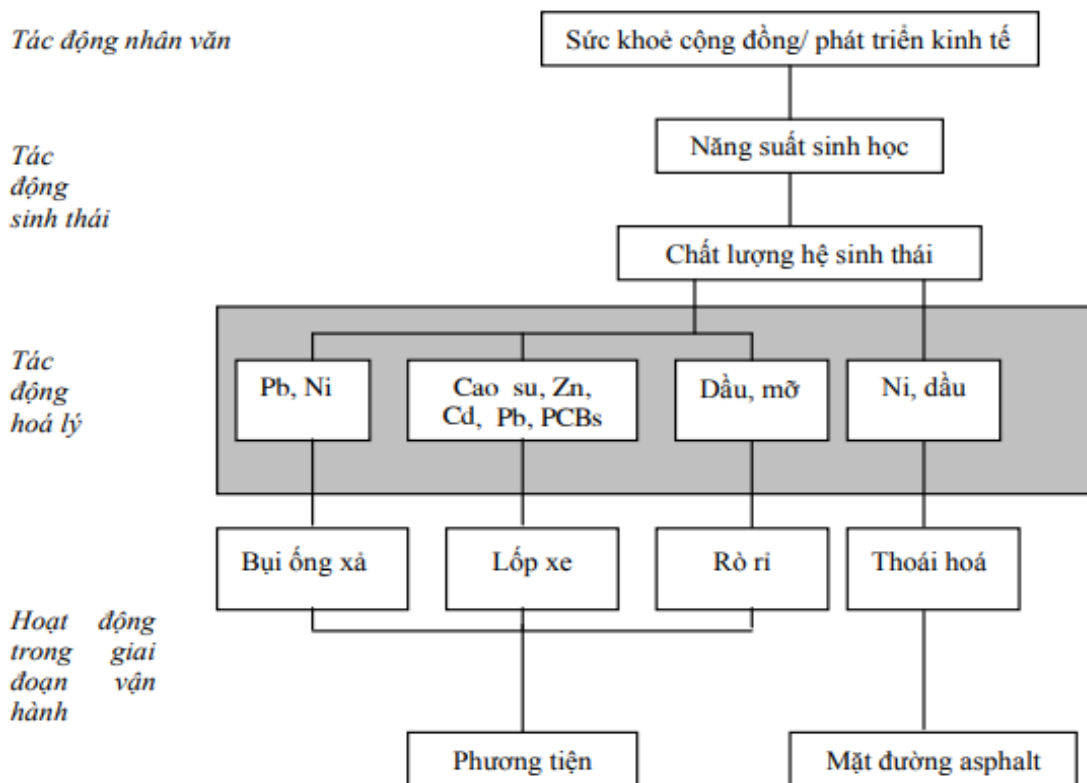 Tác động nhân văn
Sức khoẻ cộng đồng/ phát triển kinh tế
Năng suất sinh học
Tác
động
sinh thái
Chất lượng hệ sinh thái
Tác
động
hoá lý
Pb, Ni
Cao su, Zn,
Cd, Pb, PCBs
Dầu, mỡ
Ni, dầu
Bụi ống xả
Lốp xe
Rò rỉ
Thoái hoá
Hoạt động
trong giai
đoạn vận
hành
Phương tiện
Mặt đường asphalt